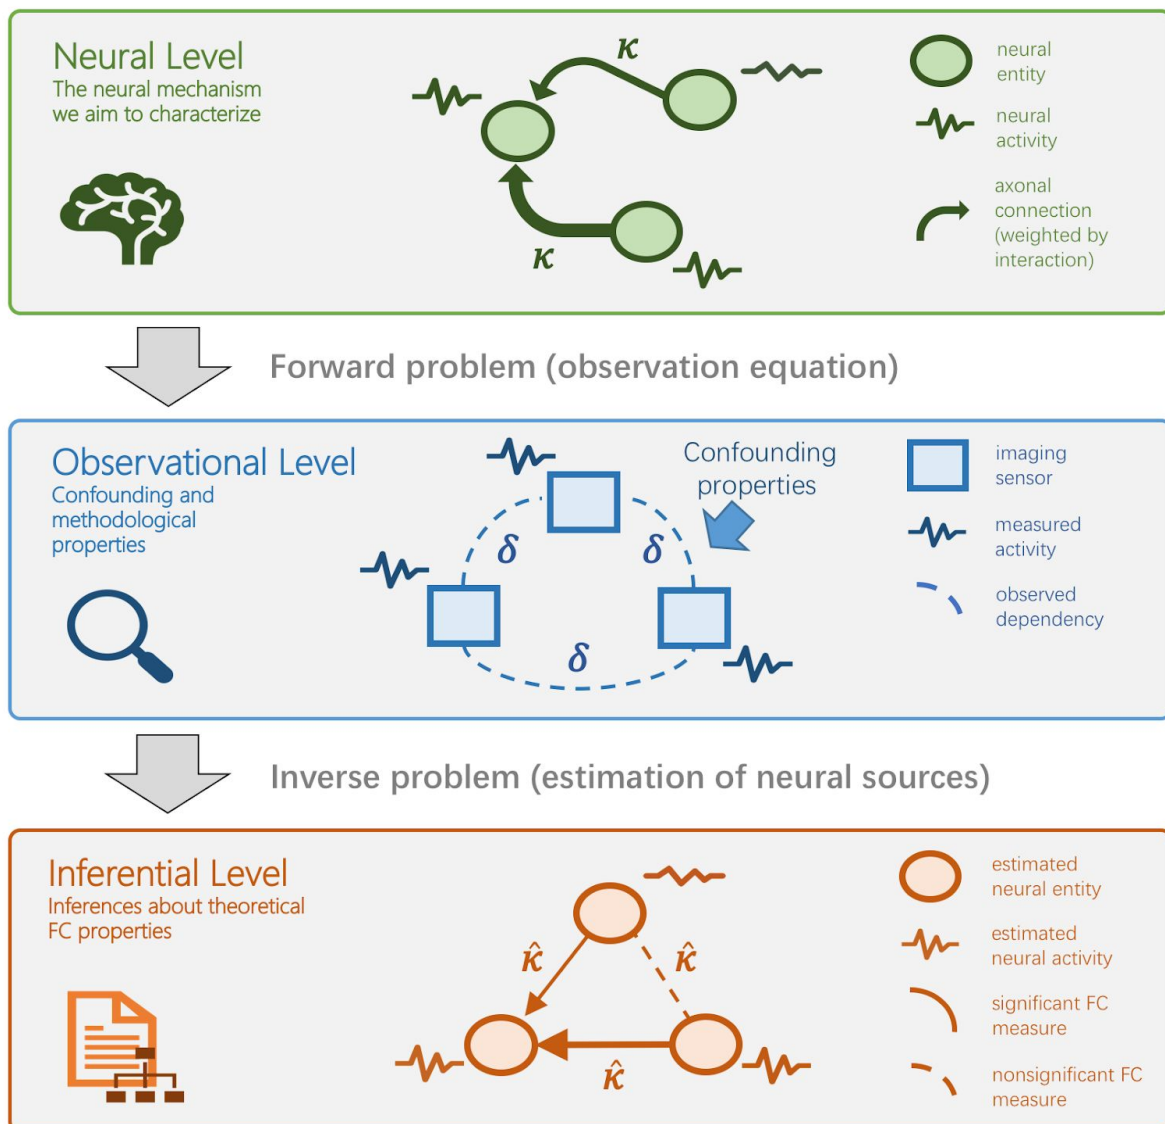 Neural Level
The neural mechanism
we aim to characterize
κ
κ
neural
entity
neural
activity
axonal
connection
(weighted by
interaction)
Forward problem (observation equation)
Observational Level
Confounding and
methodological
properties
Confounding
properties
δ
δ
δ
imaging
sensor
measured
activity
observed
dependency
Inverse problem (estimation of neural sources)
Inferential Level
Inferences about theoretical
FC properties
κ̂
κ̂
κ̂
estimated
neural entity
estimated
neural activity
significant FC
measure
nonsignificant FC
measure